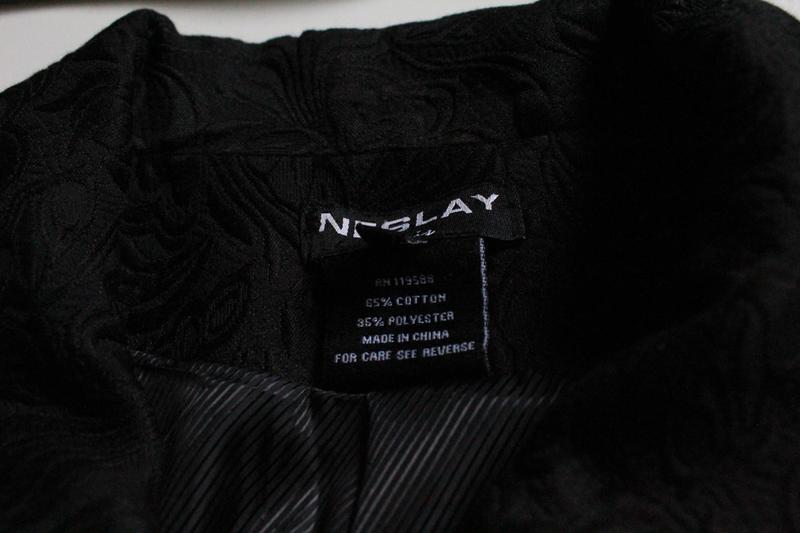 NESLAY
RN 119588
65% COTTON
35% POLYESTER
MADE IN CHINA
FOR CARE SEE REVERSE